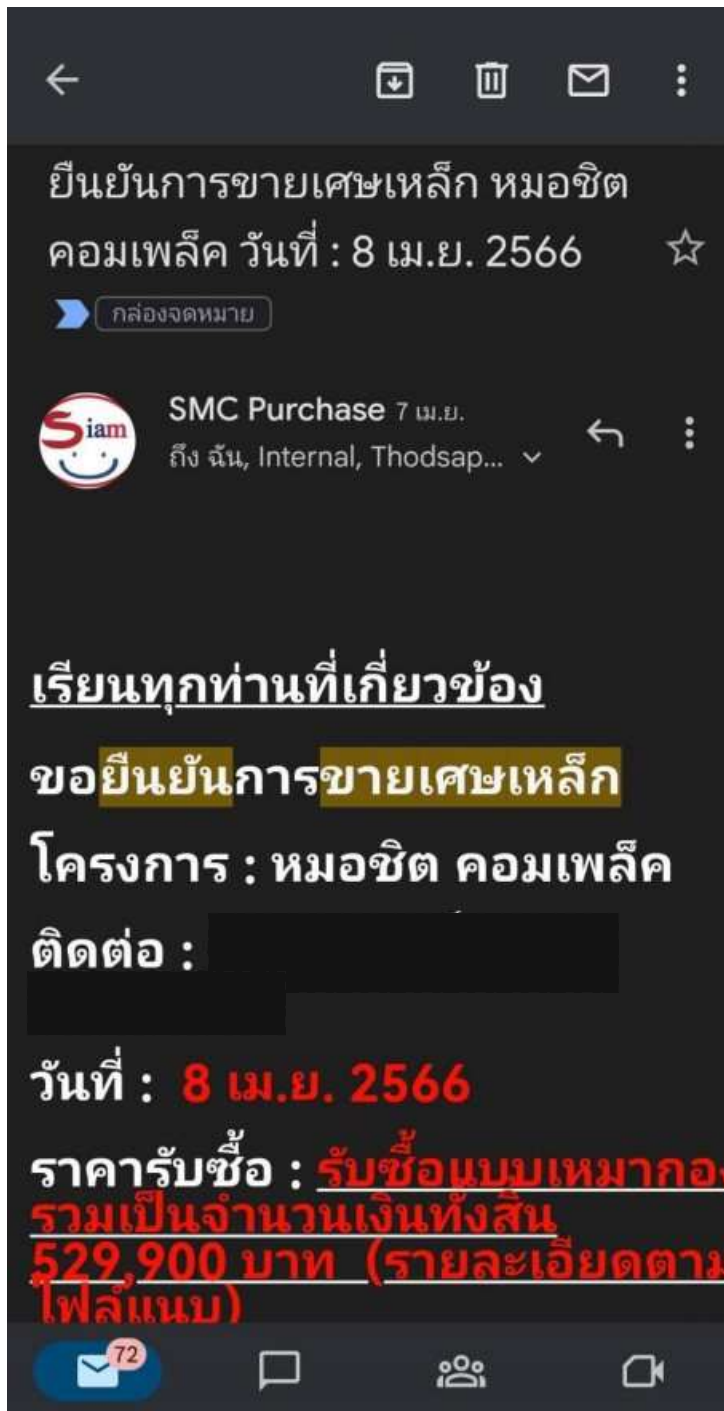 ยืนยันการขายเศษเหล็ก หมอชิต
คอมเพล็ค วันที่ : 8 เม.ย. 2566
กล่องจดหมาย
Siam
SMC Purchase 7 เม.ย.
ถึง ฉัน, Internal, Thodsap...
เรียนทุกท่านที่เกี่ยวข้อง
ขอยืนยันการขายเศษเหล็ก
โครงการ : หมอชิต คอมเพล็ค
ติดต่อ :
วันที่ : 8 เม.ย. 2566
ราคารับซื้อ : รับซื้อแบบเหมากอง
รวมเป็นจำนวนเงินทั้งสิ้น
529,900 บาท (รายละเอียดตาม
ไฟล์แนบ)
72